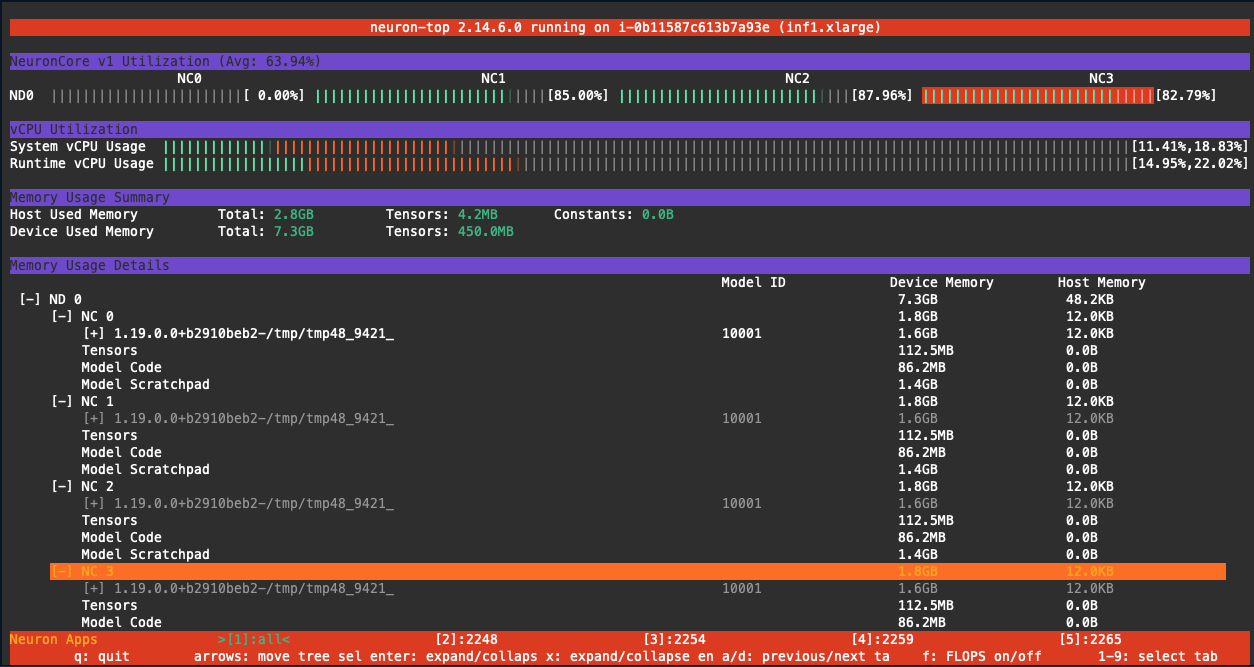 neuron-top 2.14.6.0 running on i-0b11587c613b7a93e (inf1.xlarge)
NeuronCore v1 Utilization (Avg: 63.94%)
NC0 NC1 NC2 NC3
ND0 [ 0.00%] [85.00%] [87.96%] [82.79%]
vCPU Utilization
System vCPU Usage [11.41%,18.83%]
Runtime vCPU Usage [14.95%,22.02%]
Memory Usage Summary
Host Used Memory Total: 2.8GB Tensors: 4.2MB Constants: 0.0B
Device Used Memory Total: 7.3GB Tensors: 450.0MB
Memory Usage Details
Model ID Device Memory Host Memory
[-] ND 0 7.3GB 48.2KB
[-] NC 0 1.8GB 12.0KB
[+] 1.19.0.0+b2910beb2-/tmp/tmp48_9421_ 10001 1.6GB 12.0KB
Tensors 112.5MB 0.0B
Model Code 86.2MB 0.0B
Model Scratchpad 1.4GB 0.0B
[-] NC 1 1.8GB 12.0KB
[+] 1.19.0.0+b2910beb2-/tmp/tmp48_9421_ 10001 1.6GB 12.0KB
Tensors 112.5MB 0.0B
Model Code 86.2MB 0.0B
Model Scratchpad 1.4GB 0.0B
[-] NC 2 1.8GB 12.0KB
[+] 1.19.0.0+b2910beb2-/tmp/tmp48_9421_ 10001 1.6GB 12.0KB
Tensors 112.5MB 0.0B
Model Code 86.2MB 0.0B
Model Scratchpad 1.4GB 0.0B
[-] NC 3 1.8GB 12.0KB
[+] 1.19.0.0+b2910beb2-/tmp/tmp48_9421_ 10001 1.6GB 12.0KB
Tensors 112.5MB 0.0B
Model Code 86.2MB 0.0B
Neuron Apps >[1]:all< [2]:2248 [3]:2254 [4]:2259 [5]:2265
q: quit arrows: move tree sel enter: expand/collaps x: expand/collapse en a/d: previous/next ta f: FLOPS on/off 1-9: select tab